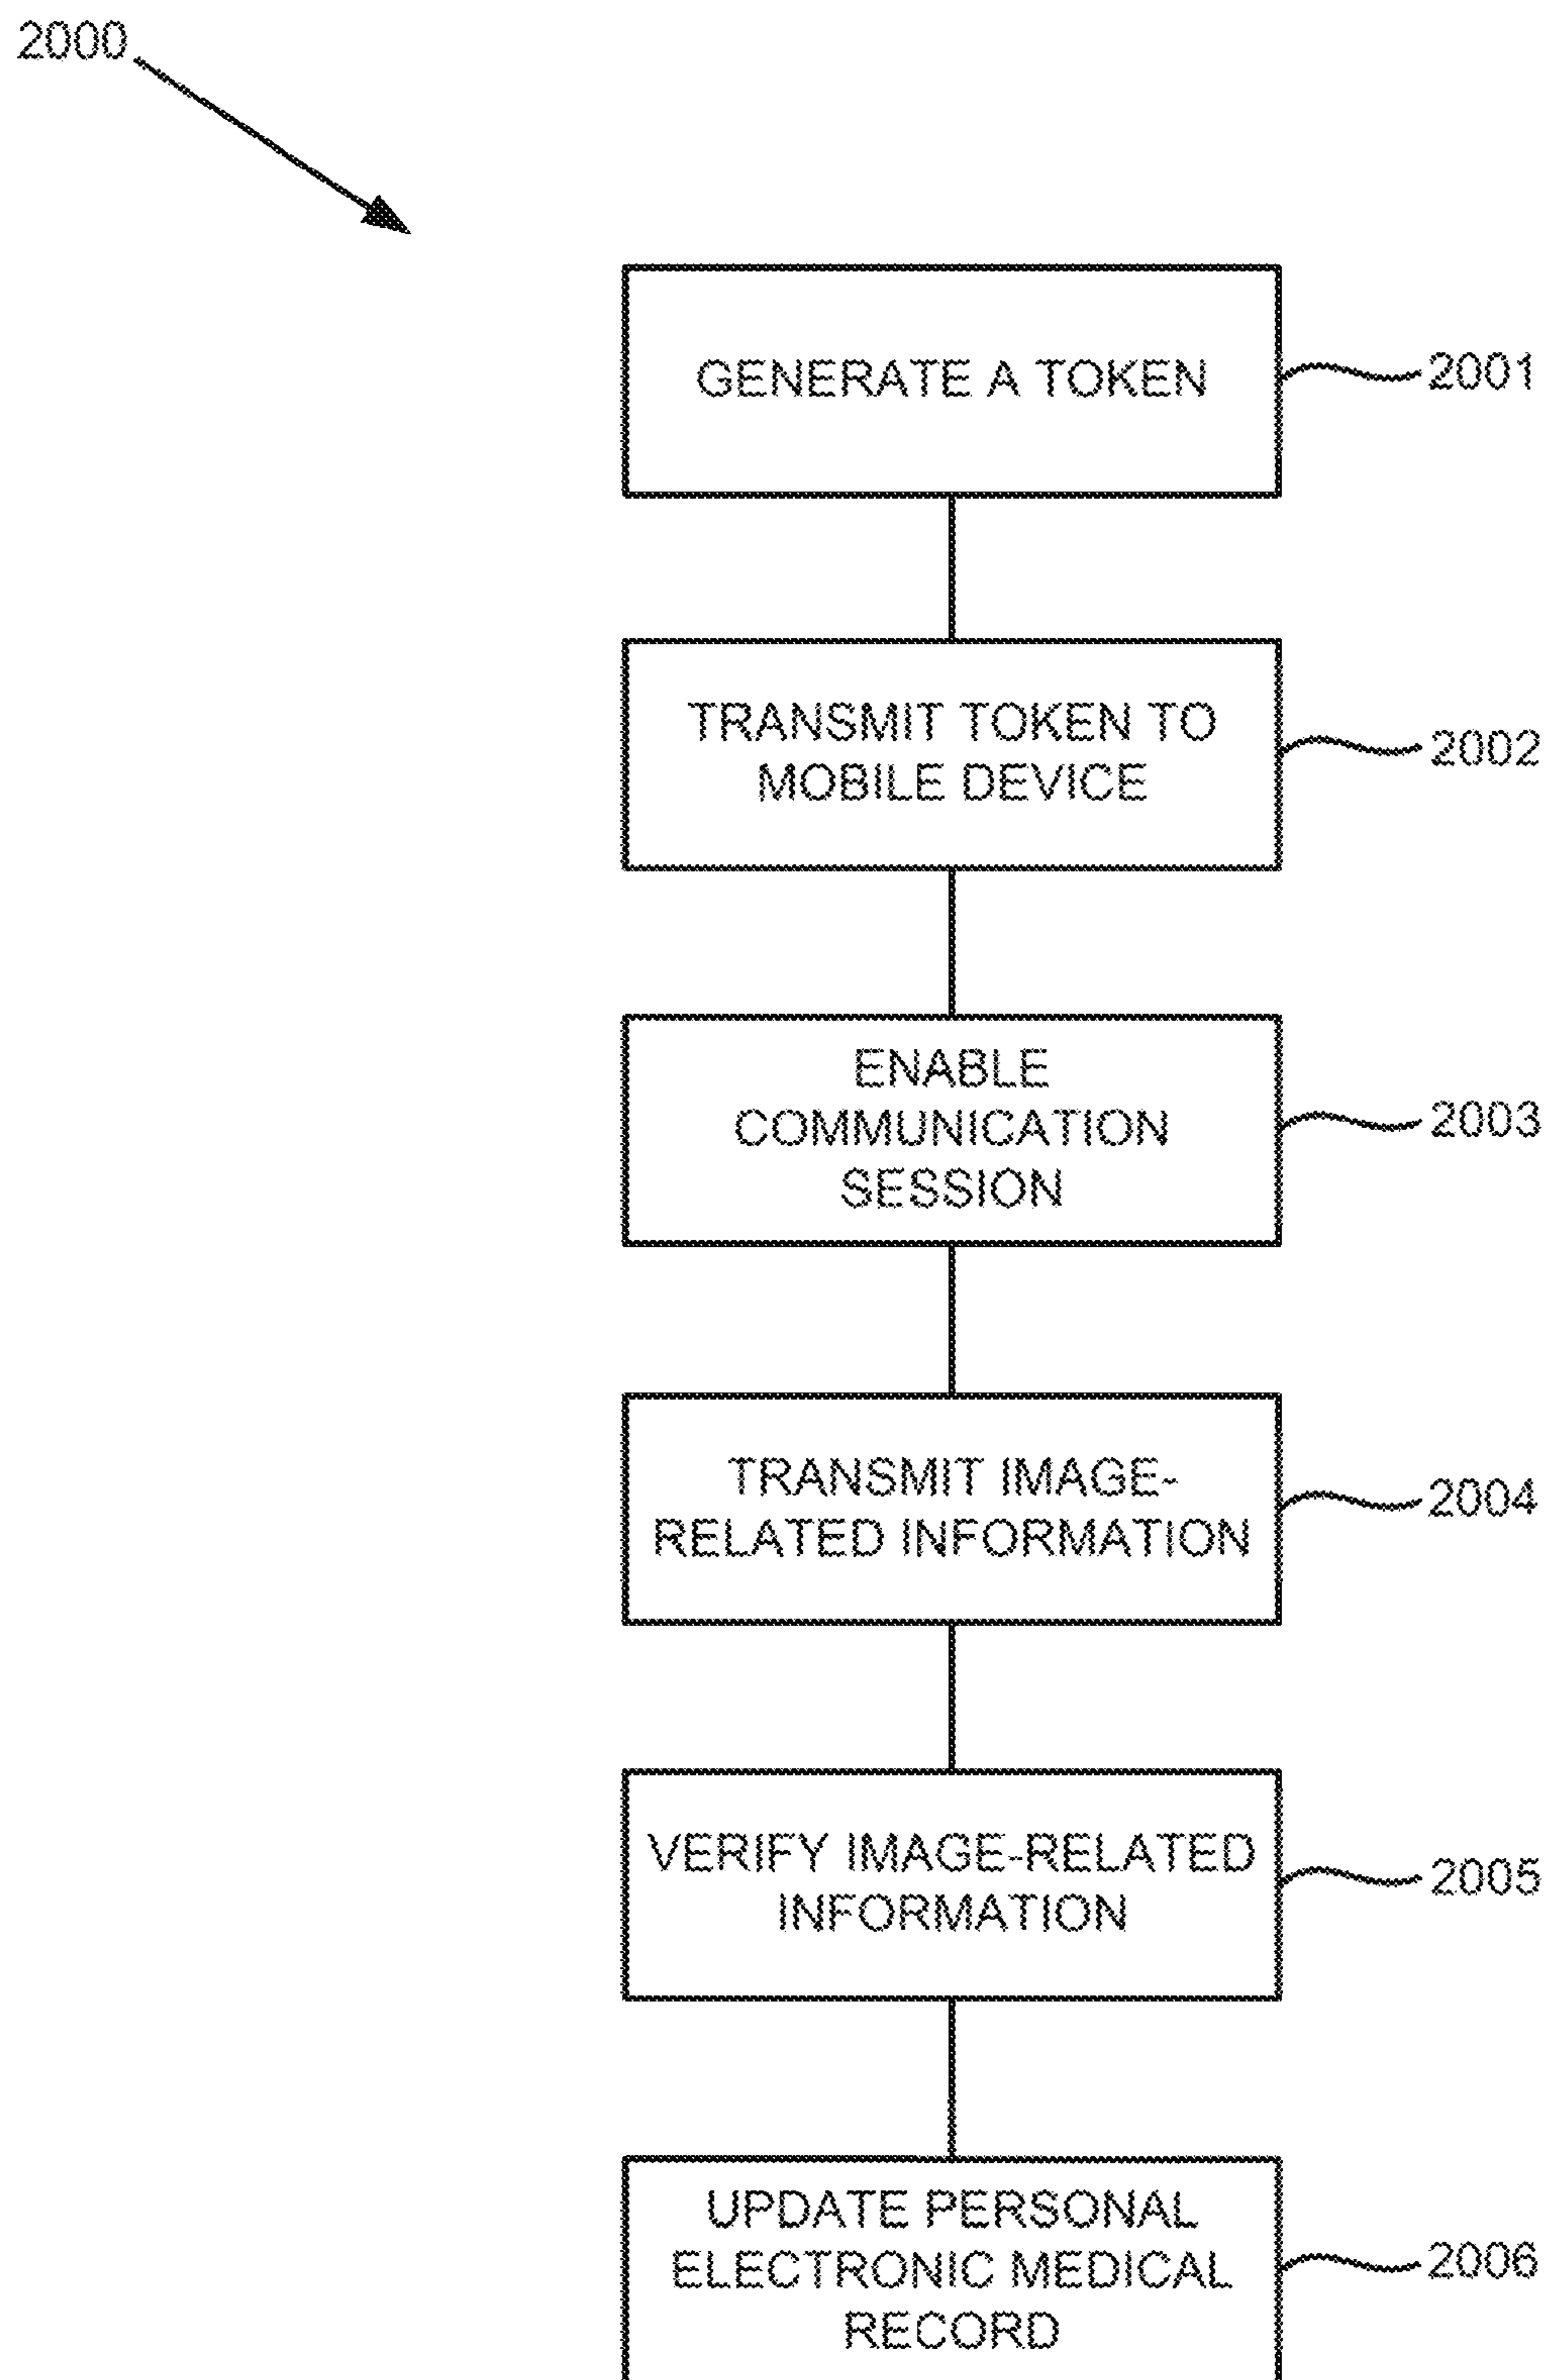 2000
GENERATE A TOKEN
2001
TRANSMIT TOKEN TO
MOBILE DEVICE
2002
ENABLE
COMMUNICATION
SESSION
2003
TRANSMIT IMAGE-
RELATED INFORMATION
2004
VERIFY IMAGE-RELATED
INFORMATION
2005
UPDATE PERSONAL
ELECTRONIC MEDICAL
RECORD
2006